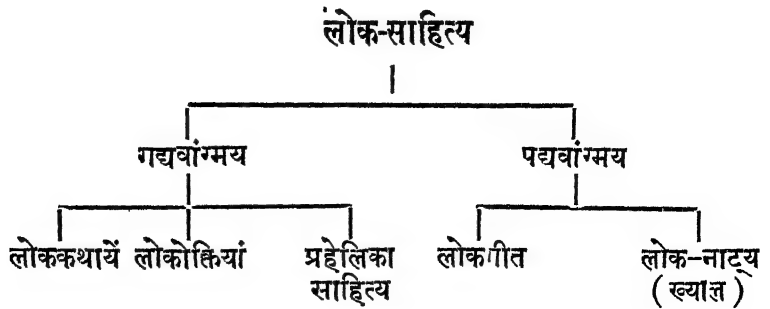 लोक-साहित्य
गद्यवांग्मय पद्यवांग्मय
लोककथायें लोकोक्तियां प्रहेलिका साहित्य लोकगीत लोक-नाट्य (ख्याल)